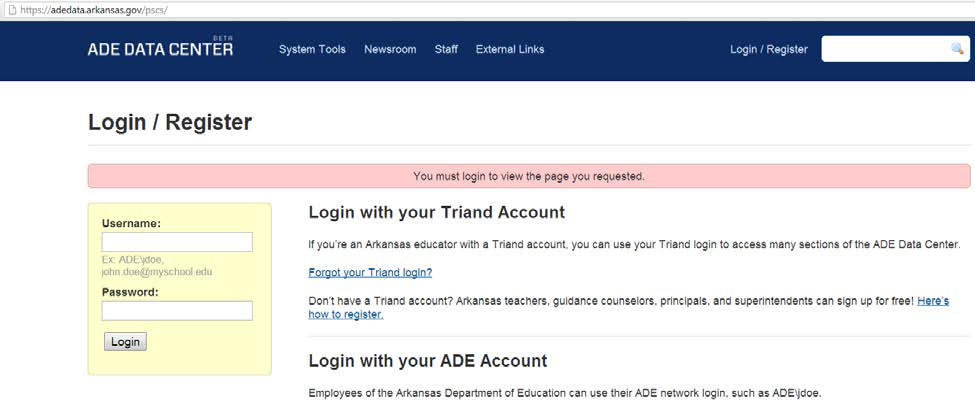 https://adedata.arkansas.gov/pscs/
BETA
ADE DATA CENTER
System Tools Newsroom Staff External Links
Login / Register
Login / Register
You must login to view the page you requested.
Username:
Ex: ADE\jdoe,
john.doe@myschool.edu
Password:
Login
Login with your Triand Account
If you're an Arkansas educator with a Triand account, you can use your Triand login to access many sections of the ADE Data Center.
Forgot your Triand login?
Don't have a Triand account? Arkansas teachers, guidance counselors, principals, and superintendents can sign up for free! Here's
how to register.
Login with your ADE Account
Employees of the Arkansas Department of Education can use their ADE network login, such as ADE\jdoe.